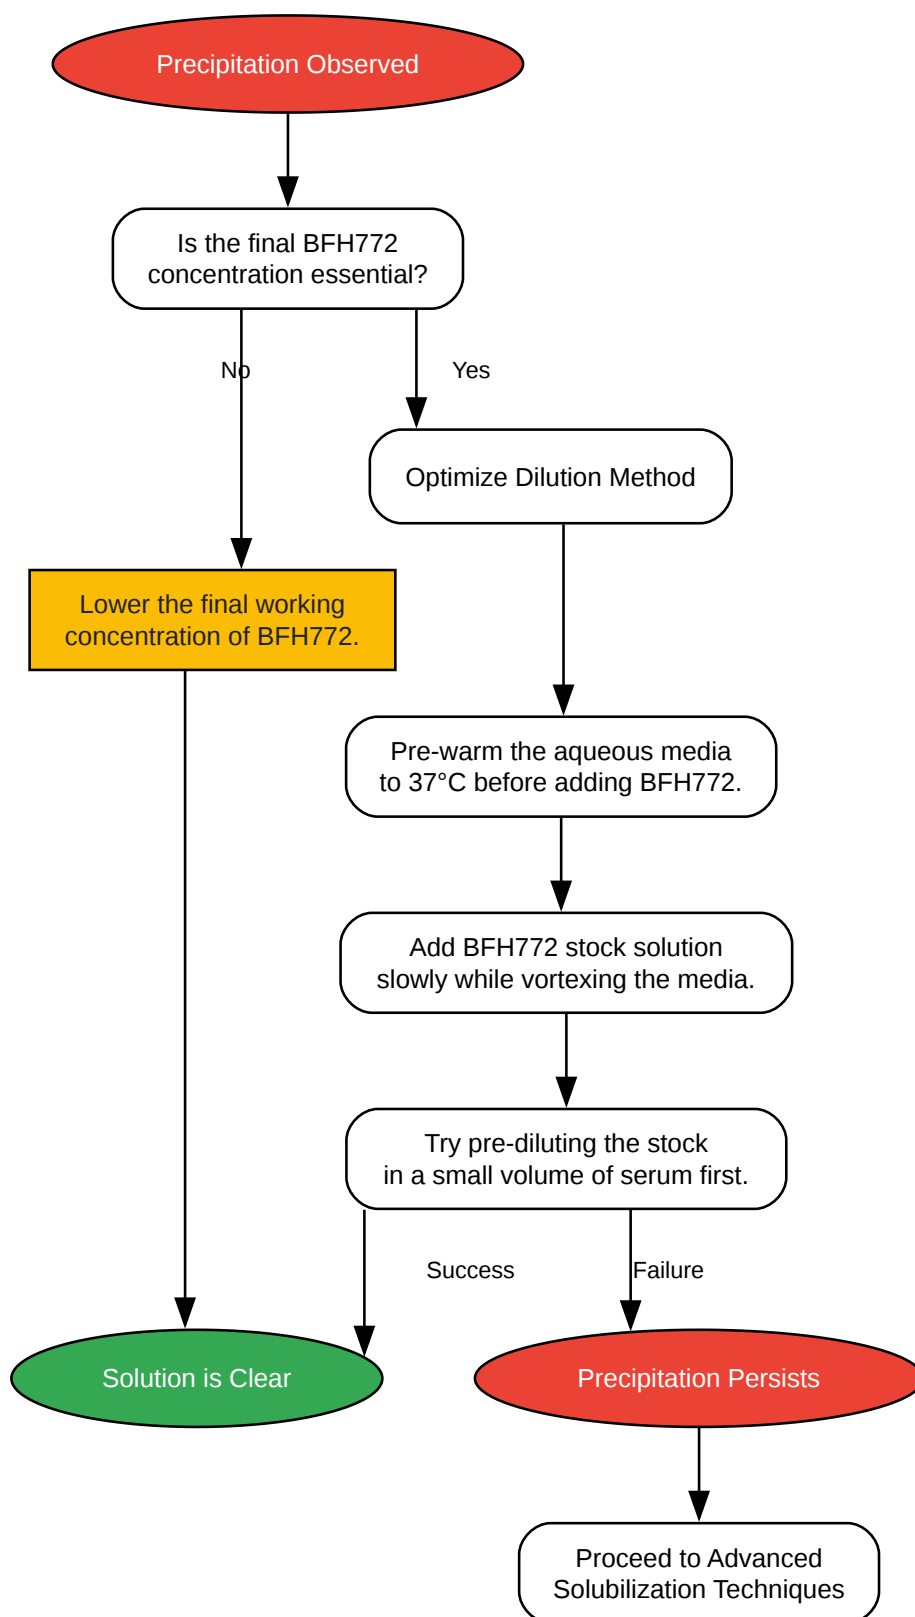 Precipitation Observed
Is the final BFH772
concentration essential?
No
Yes
Optimize Dilution Method
Lower the final working
concentration of BFH772.
Pre-warm the aqueous media
to 37°C before adding BFH772.
Add BFH772 stock solution
slowly while vortexing the media.
Try pre-diluting the stock
in a small volume of serum first.
Success
Failure
Solution is Clear
Precipitation Persists
Proceed to Advanced
Solubilization Techniques